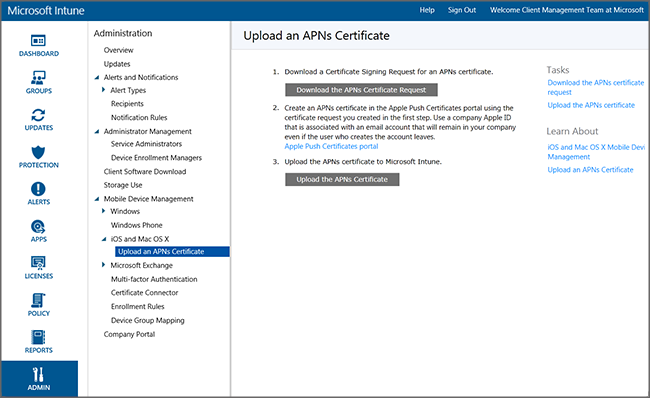 Microsoft Intune
Help Sign Out Welcome Client Management Team at Microsoft
DASHBOARD
GROUPS
UPDATES
PROTECTION
ALERTS
APPS
LICENSES
POLICY
REPORTS
ADMIN
Administration
Overview
Updates
Alerts and Notifications
Alert Types
Recipients
Notification Rules
Administrator Management
Service Administrators
Device Enrollment Managers
Client Software Download
Storage Use
Mobile Device Management
Windows
Windows Phone
iOS and Mac OS X
Upload an APNs Certificate
Microsoft Exchange
Multi-factor Authentication
Certificate Connector
Enrollment Rules
Device Group Mapping
Company Portal
Upload an APNs Certificate
1. Download a Certificate Signing Request for an APNs certificate.
Download the APNs Certificate Request
2. Create an APNs certificate in the Apple Push Certificates portal using the
certificate request you created in the first step. Use a company Apple ID
that is associated with an email account that will remain in your company
even if the user who creates the account leaves.
Apple Push Certificates portal
3. Upload the APNs certificate to Microsoft Intune.
Upload the APNs Certificate
Tasks
Download the APNs certificate
request
Upload the APNs certificate
Learn About
iOS and Mac OS X Mobile Devi
Management
Upload an APNs Certificate